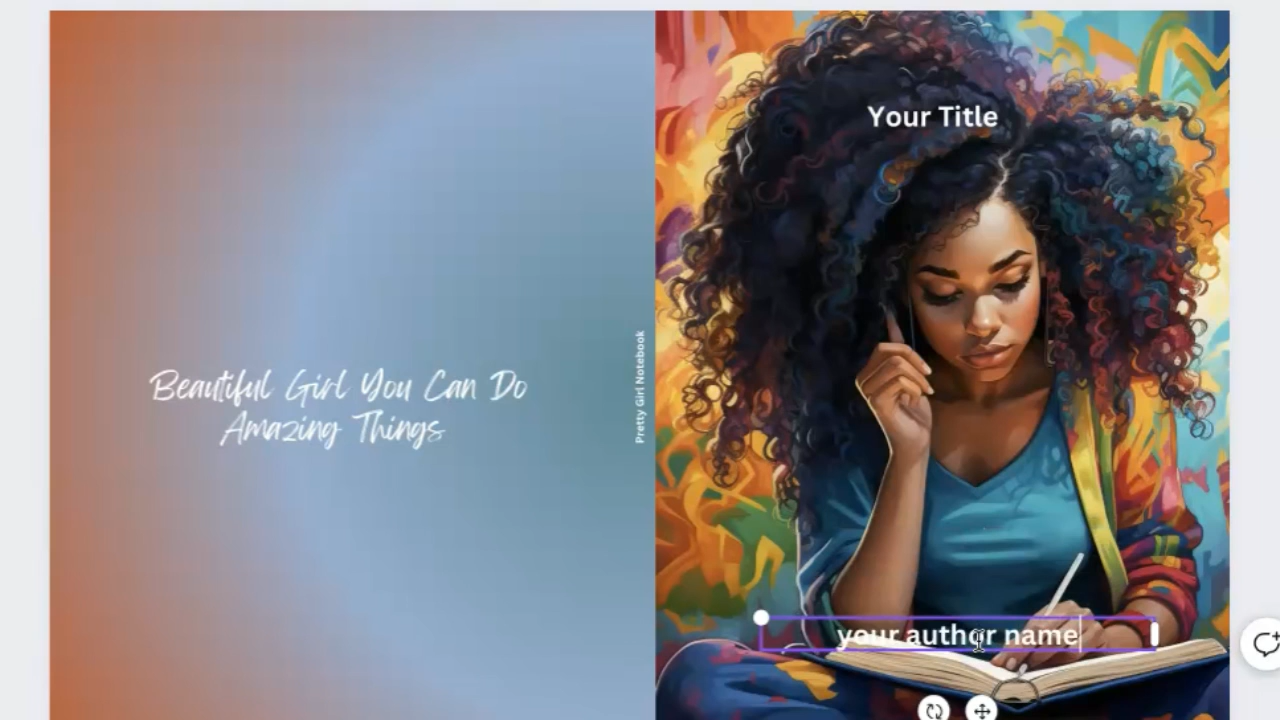 Beautiful Girl You Can Do
Amazing Things
Pretty Girl Notebook
Your Title
your author name